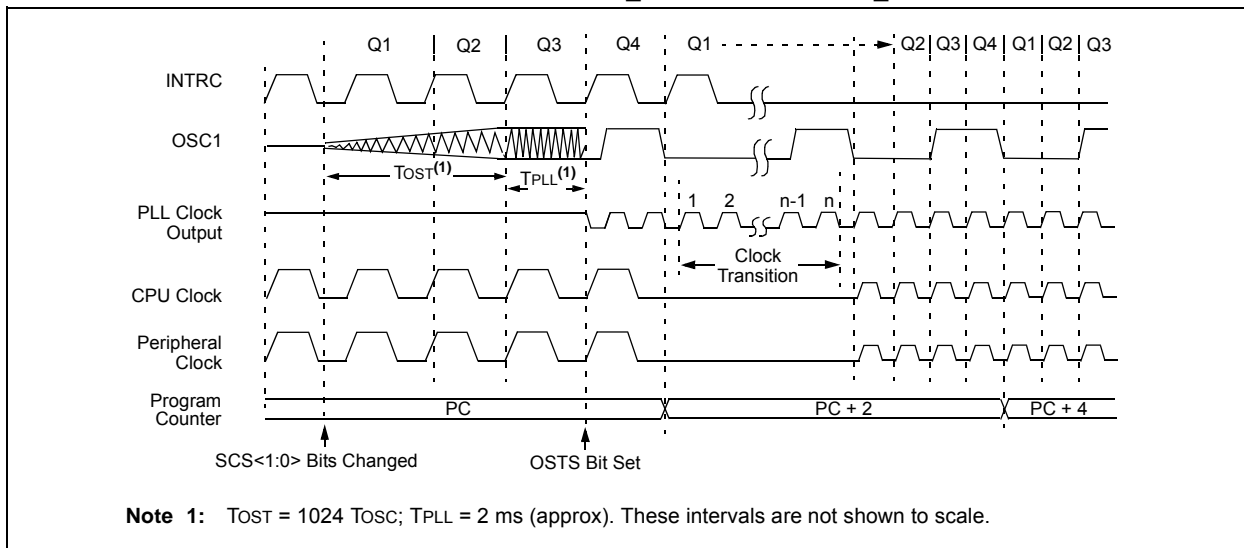 Q1 Q2 Q3 Q4 Q1 Q2 Q3 Q4 Q1 Q2 Q3
INTRC
OSC1
TOST(1)
TPLL(1)
PLL Clock
Output
1 2 n-1 n
Clock
Transition
CPU Clock
Peripheral
Clock
Program
Counter
PC PC + 2 PC + 4
SCS<1:0> Bits Changed
OSTS Bit Set
Note 1: TOST = 1024 TOSC; TPLL = 2 ms (approx). These intervals are not shown to scale.